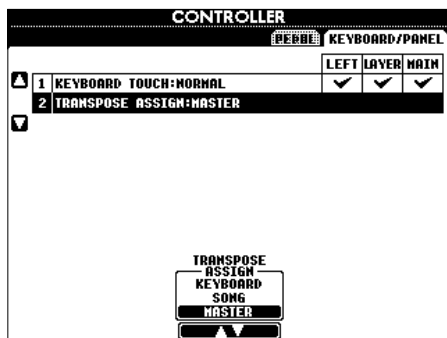 CONTROLLER
PEDAL KEYBOARD/PANEL
LEFT LAYER MAIN
1 KEYBOARD TOUCH:NORMAL
2 TRANSPOSE ASSIGN:MASTER
TRANSPOSE
ASSIGN
KEYBOARD
SONG
MASTER